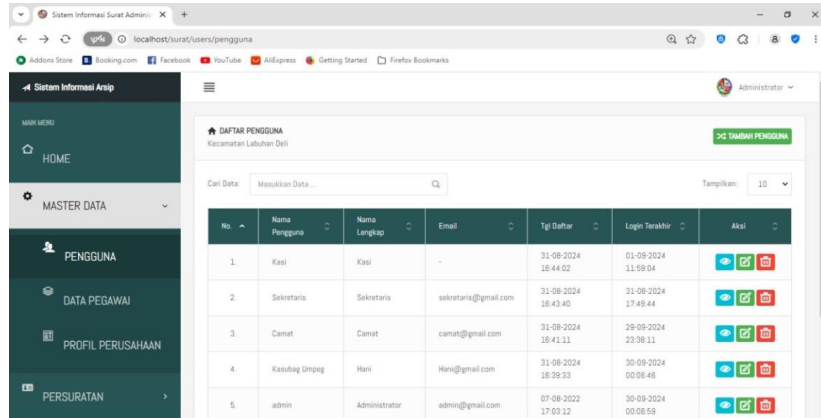 Sistem Informasi Surat Adminis
localhost/surat/users/pengguna
Addons Store Booking.com Facebook YouTube AliExpress Getting Started Firefox Bookmarks
Sistem Informasi Arsip
Administrator
MAIN MENU
HOME
MASTER DATA
PENGGUNA
DATA PEGAWAI
PROFIL PERUSAHAAN
PERSURATAN
DAFTAR PENGGUNA
Kecamatan Labuhan Deli
TAMBAH PENGGUNA
Cari Data: Masukkan Data ... Tampilkan: 10
No. Nama Pengguna Nama Lengkap Email Tgl Daftar Login Terakhir Aksi
1. Kasi Kasi - 31-08-2024 16:44:02 01-09-2024 11:59:04
2. Sekretaris Sekretaris sekretaris@gmail.com 31-08-2024 16:43:40 31-08-2024 17:49:44
3. Camat Camat camat@gmail.com 31-08-2024 16:41:11 29-09-2024 23:38:11
4. Kasubag Umpeg Hani Hani@gmail.com 31-08-2024 16:39:33 30-09-2024 00:06:46
5. admin Administrator admin@gmail.com 07-08-2022 17:03:12 30-09-2024 00:06:59